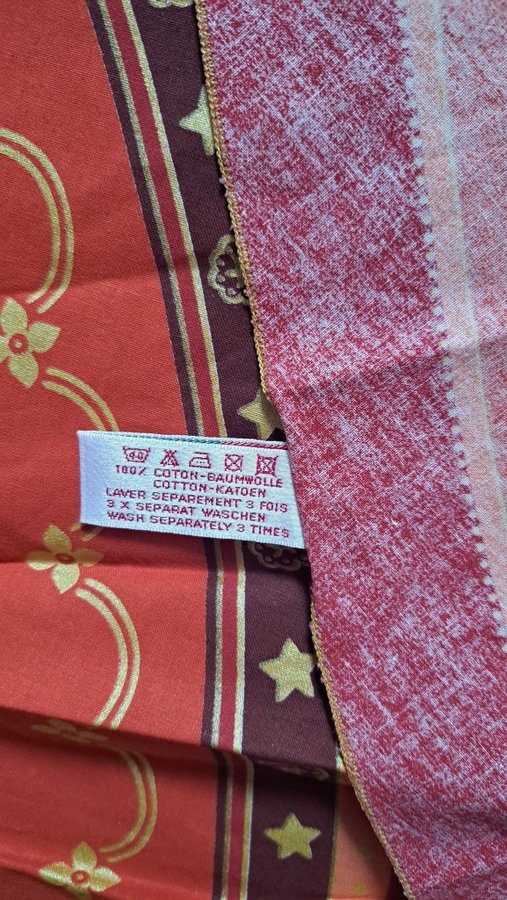 40
100% COTON-BAUMWOLLE
COTTON-KATOEN
LAVER SEPAREMENT 3 FOIS
3 X SEPARAT WASCHEN
WASH SEPARATELY 3 TIMES